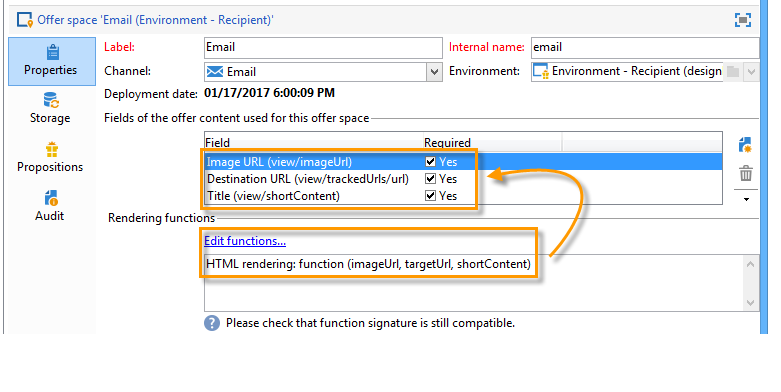 Offer space 'Email (Environment - Recipient)'
Properties
Storage
Propositions
Audit
Label: Email Internal name: email
Channel: Email Environment: Environment - Recipient (design
Deployment date: 01/17/2017 6:00:09 PM
Fields of the offer content used for this offer space
Field Required
Image URL (view/imageUrl) Yes
Destination URL (view/trackedUrls/url) Yes
Title (view/shortContent) Yes
Rendering functions
Edit functions...
HTML rendering: function (imageUrl, targetUrl, shortContent)
Please check that function signature is still compatible.